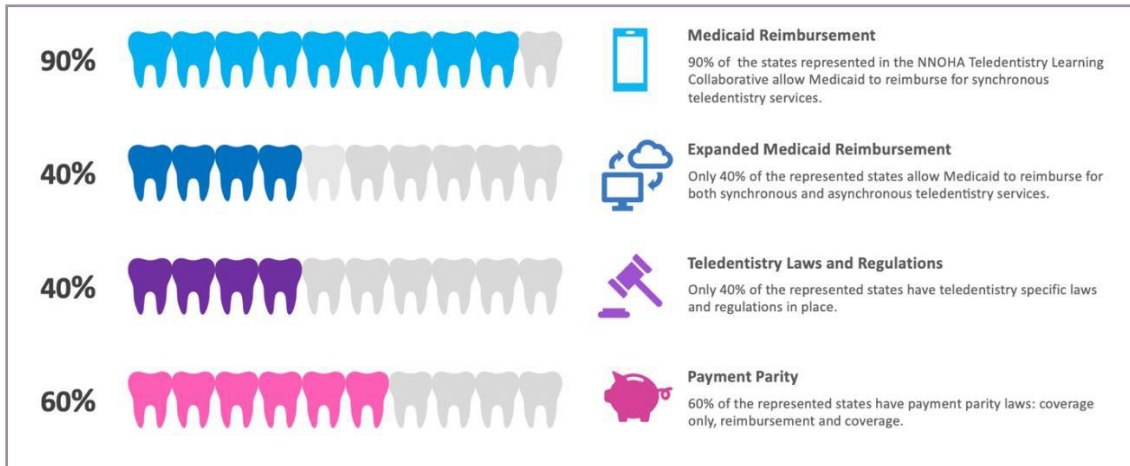 90%
Medicaid Reimbursement
90% of the states represented in the NNOHA Teledentistry Learning
Collaborative allow Medicaid to reimburse for synchronous
teledentistry services.
40%
Expanded Medicaid Reimbursement
Only 40% of the represented states allow Medicaid to reimburse for
both synchronous and asynchronous teledentistry services.
40%
Teledentistry Laws and Regulations
Only 40% of the represented states have teledentistry specific laws
and regulations in place.
60%
Payment Parity
60% of the represented states have payment parity laws: coverage
only, reimbursement and coverage.